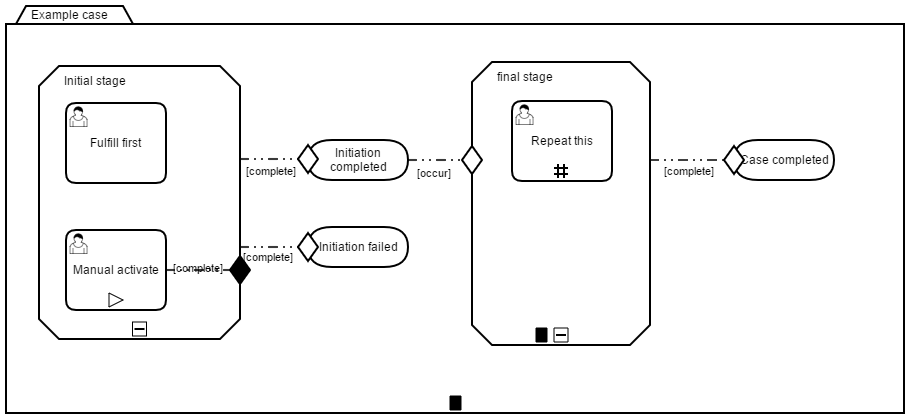 Example case
Initial stage
Fulfill first
Manual activate
[complete]
[complete]
[complete]
Initiation
completed
Initiation failed
[occur]
final stage
Repeat this
[complete]
Case completed